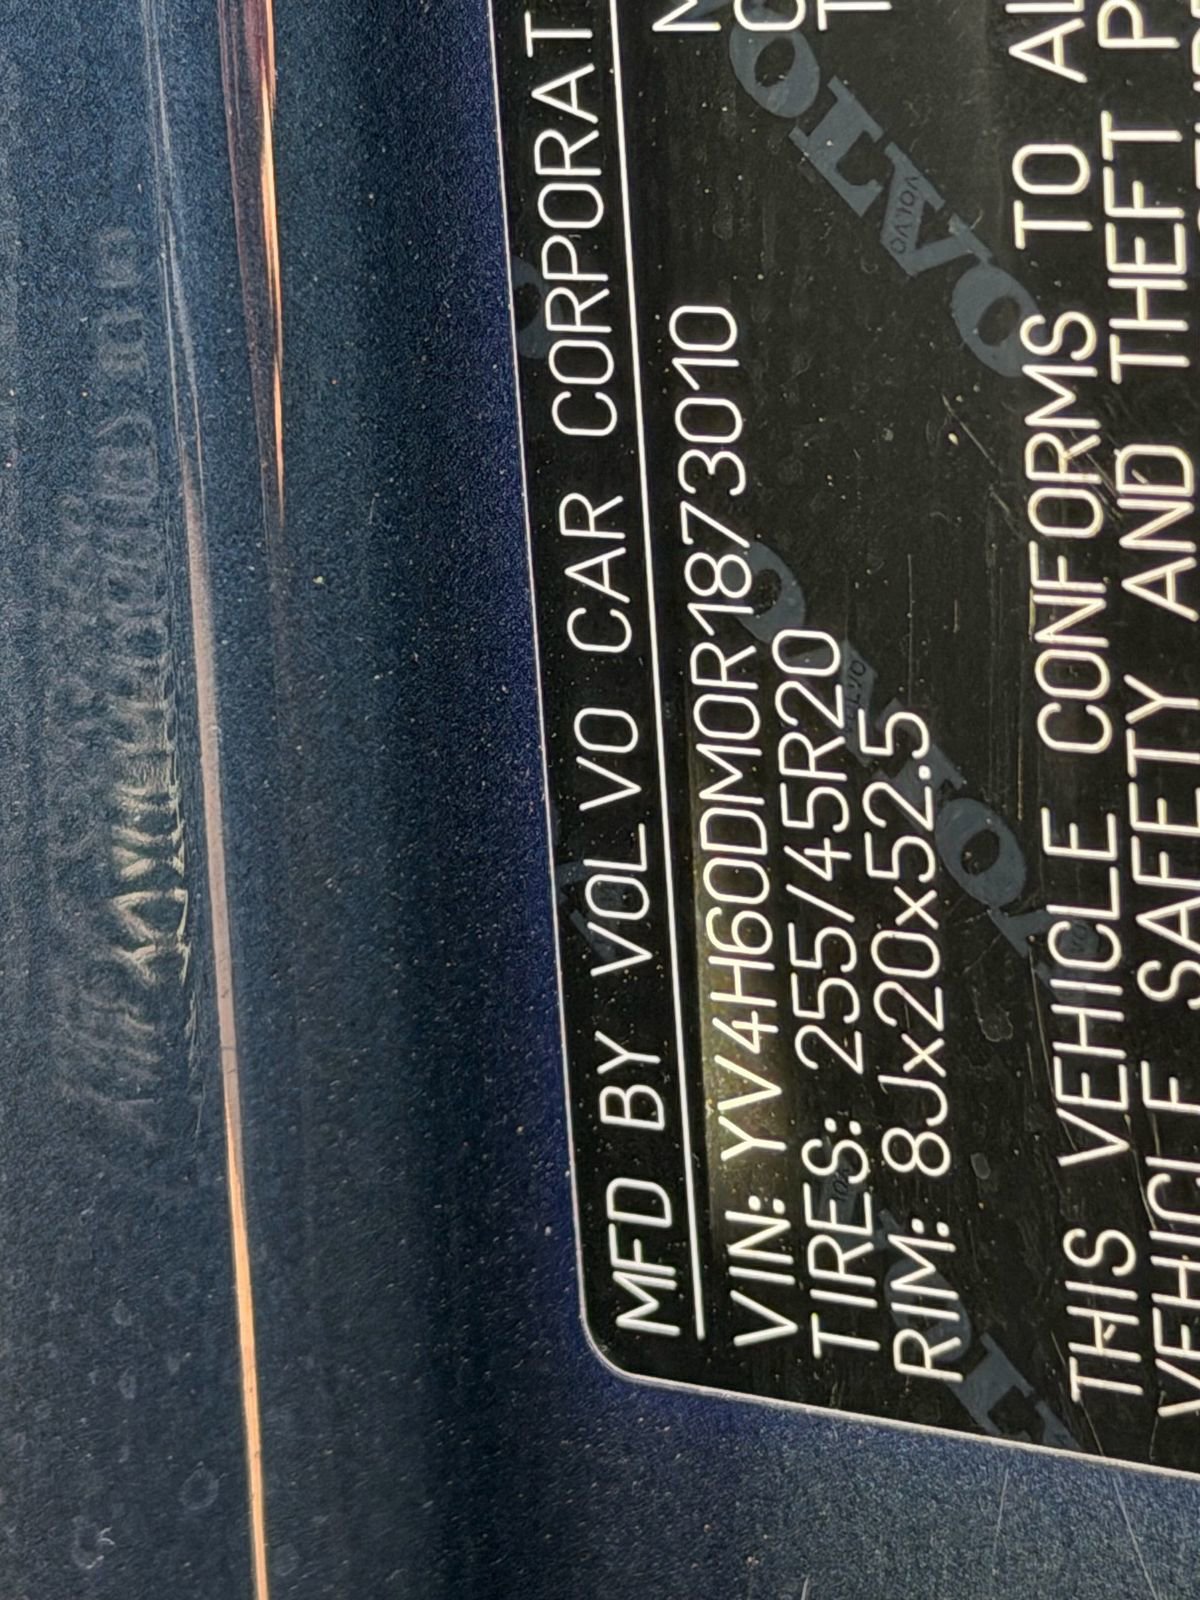 MFD BY VOLVO CAR CORPORAT
VIN: YV4H60DM0R1873010
TIRES: 255/45R20
RIM: 8Jx20x52.5
THIS VEHICLE CONFORMS TO AL
VEHICLE SAFETY AND THEFT P